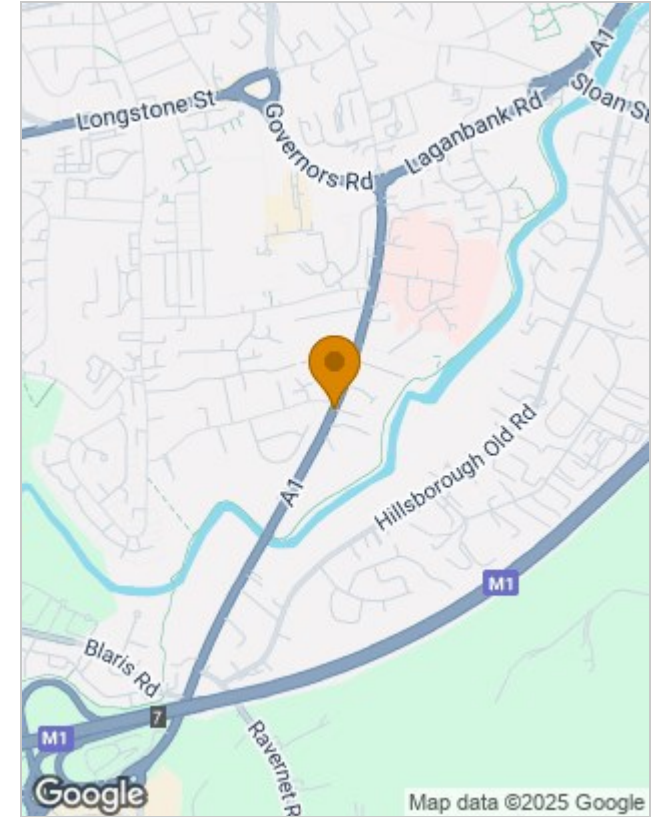 A1
Longstone St
Governors Rd
Laganbank Rd
Sloan St
A1
Hillsborough Old Rd
M1
Blaris Rd
7
M1
Ravernet R
Google
Map data ©2025 Google